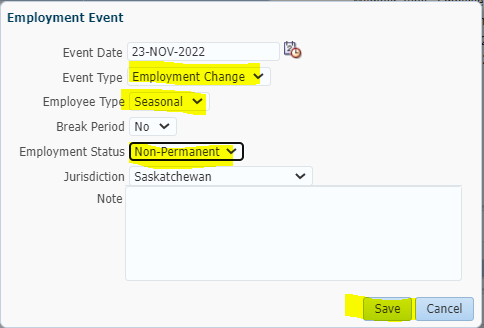 Employment Event
Event Date 23-NOV-2022
Event Type Employment Change
Employee Type Seasonal
Break Period No
Employment Status Non-Permanent
Jurisdiction Saskatchewan
Note
Save Cancel